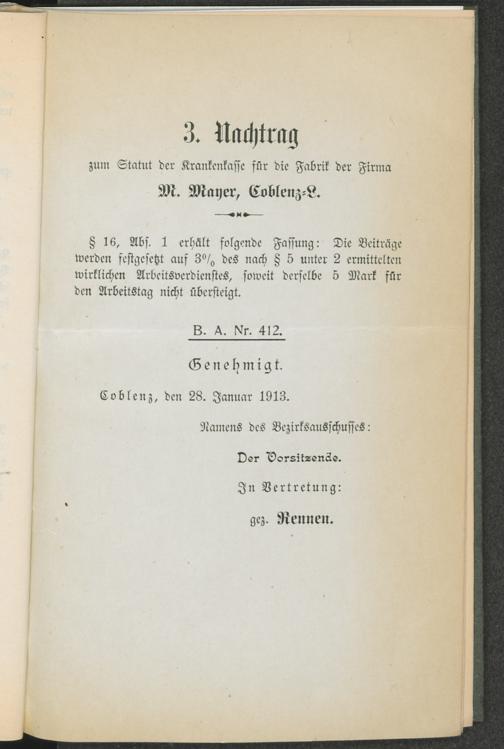 3. Nachtrag
zum Statut der Krankenkasse für die Fabrik der Firma
M. Mayer, Coblenz=L.
§ 16, Abs. 1 erhält folgende Fassung: Die Beiträge
werden festgesetzt auf 3% des nach § 5 unter 2 ermittelten
wirklichen Arbeitsverdienstes, soweit derselbe 5 Mark für
den Arbeitstag nicht übersteigt.
B. A. Nr. 412.
Genehmigt.
Coblenz, den 28. Januar 1913.
Namens des Bezirksausschusses:
Der Vorsitzende.
In Vertretung:
gez. Rennen.